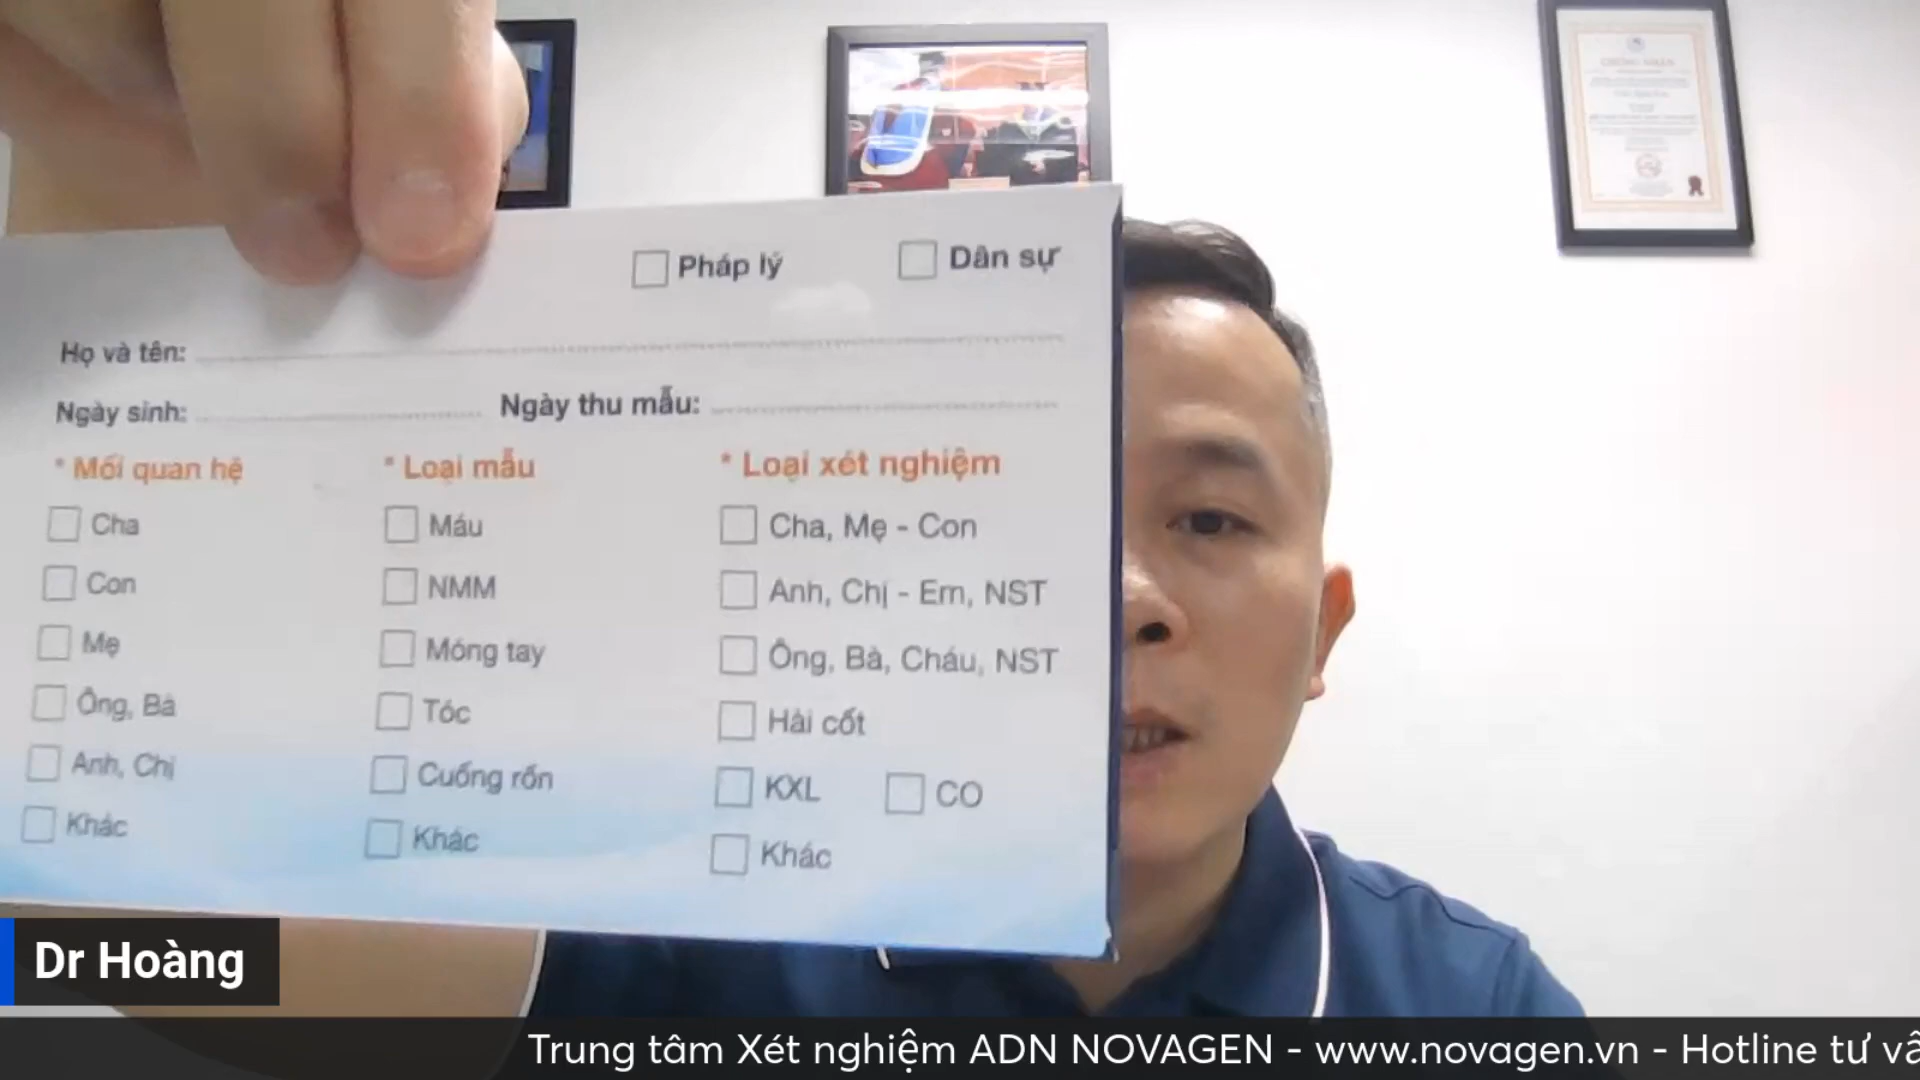 CHỨNG NHẬN
Pháp lý
Dân sự
Họ và tên:
Ngày sinh:
Ngày thu mẫu:
* Mối quan hệ
Cha
Con
Mẹ
Ông, Bà
Anh, Chị
Khác
* Loại mẫu
Máu
NMM
Móng tay
Tóc
Cuống rốn
Khác
* Loại xét nghiệm
Cha, Mẹ - Con
Anh, Chị - Em, NST
Ông, Bà, Cháu, NST
Hài cốt
KXL
CO
Khác
Dr Hoàng
Trung tâm Xét nghiệm ADN NOVAGEN - www.novagen.vn - Hotline tư